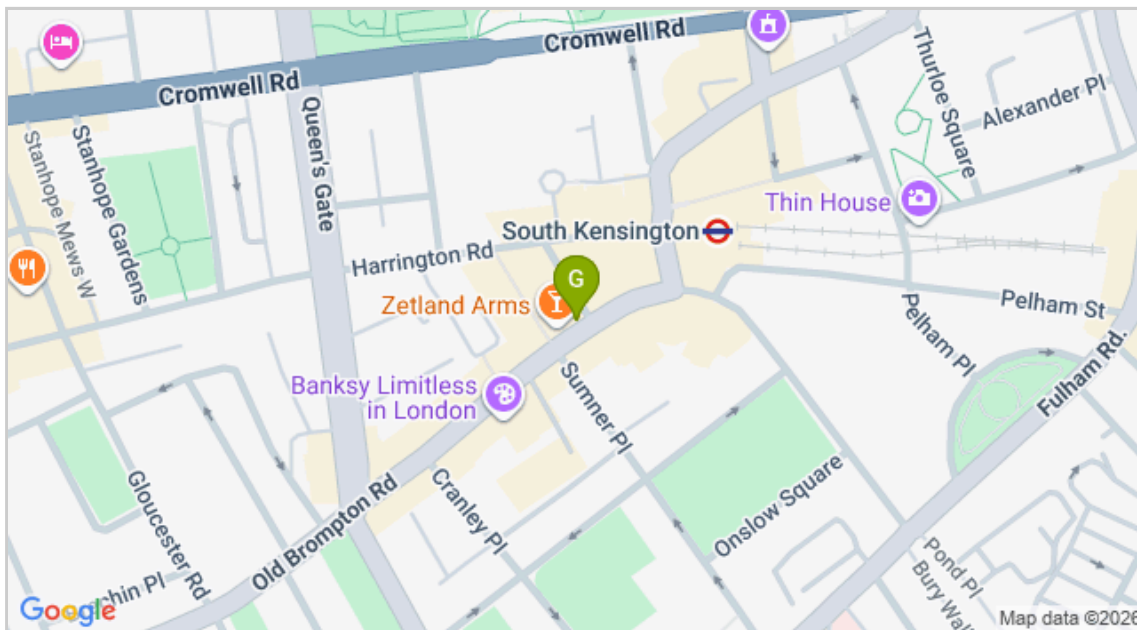 Cromwell Rd
Cromwell Rd
Thurloe Square
Alexander Pl
Stanhope Mews W
Stanhope Gardens
Queen's Gate
Thin House
South Kensington
Harrington Rd
G
Zetland Arms
Pelham St
Pelham Pl
Fulham Rd.
Banksy Limitless
in London
Sumner Pl
Gloucester Rd
Old Brompton Rd
Cranley Pl
Onslow Square
Pond Pl
hin Pl
Google
Map data ©2026